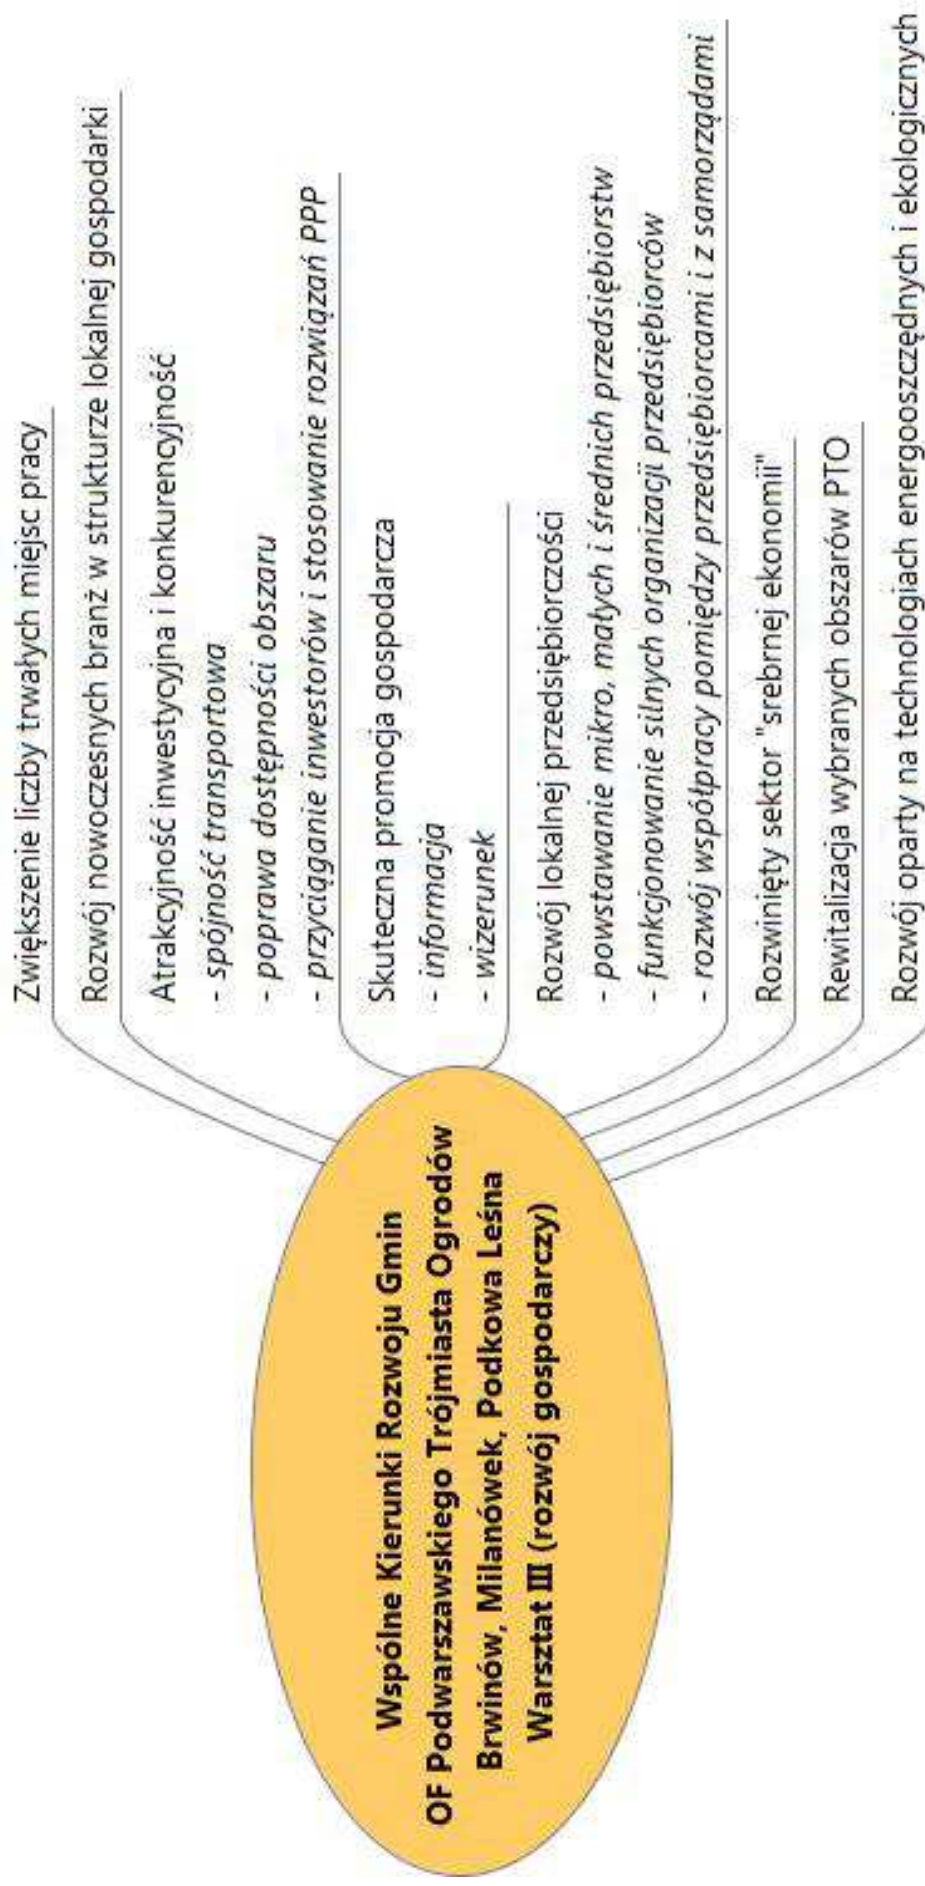 Wspólne Kierunki Rozwoju Gmin
OF Podwarszawskiego Trójmiasta Ogrodów
Brwinów, Milanówek, Podkowa Leśna
Warsztat III (rozwój gospodarczy)
Zwiększenie liczby trwałych miejsc pracy
Rozwój nowoczesnych branż w strukturze lokalnej gospodarki
Atrakcyjność inwestycyjna i konkurencyjność
- spójność transportowa
- poprawa dostępności obszaru
- przyciąganie inwestorów i stosowanie rozwiązań PPP
Skuteczna promocja gospodarcza
- informacja
- wizerunek
Rozwój lokalnej przedsiębiorczości
- powstawanie mikro, małych i średnich przedsiębiorstw
- funkcjonowanie silnych organizacji przedsiębiorców
- rozwój współpracy pomiędzy przedsiębiorcami i z samorządami
Rozwinięty sektor "srebrnej ekonomii"
Rewitalizacja wybranych obszarów PTO
Rozwój oparty na technologiach energooszczędnych i ekologicznych